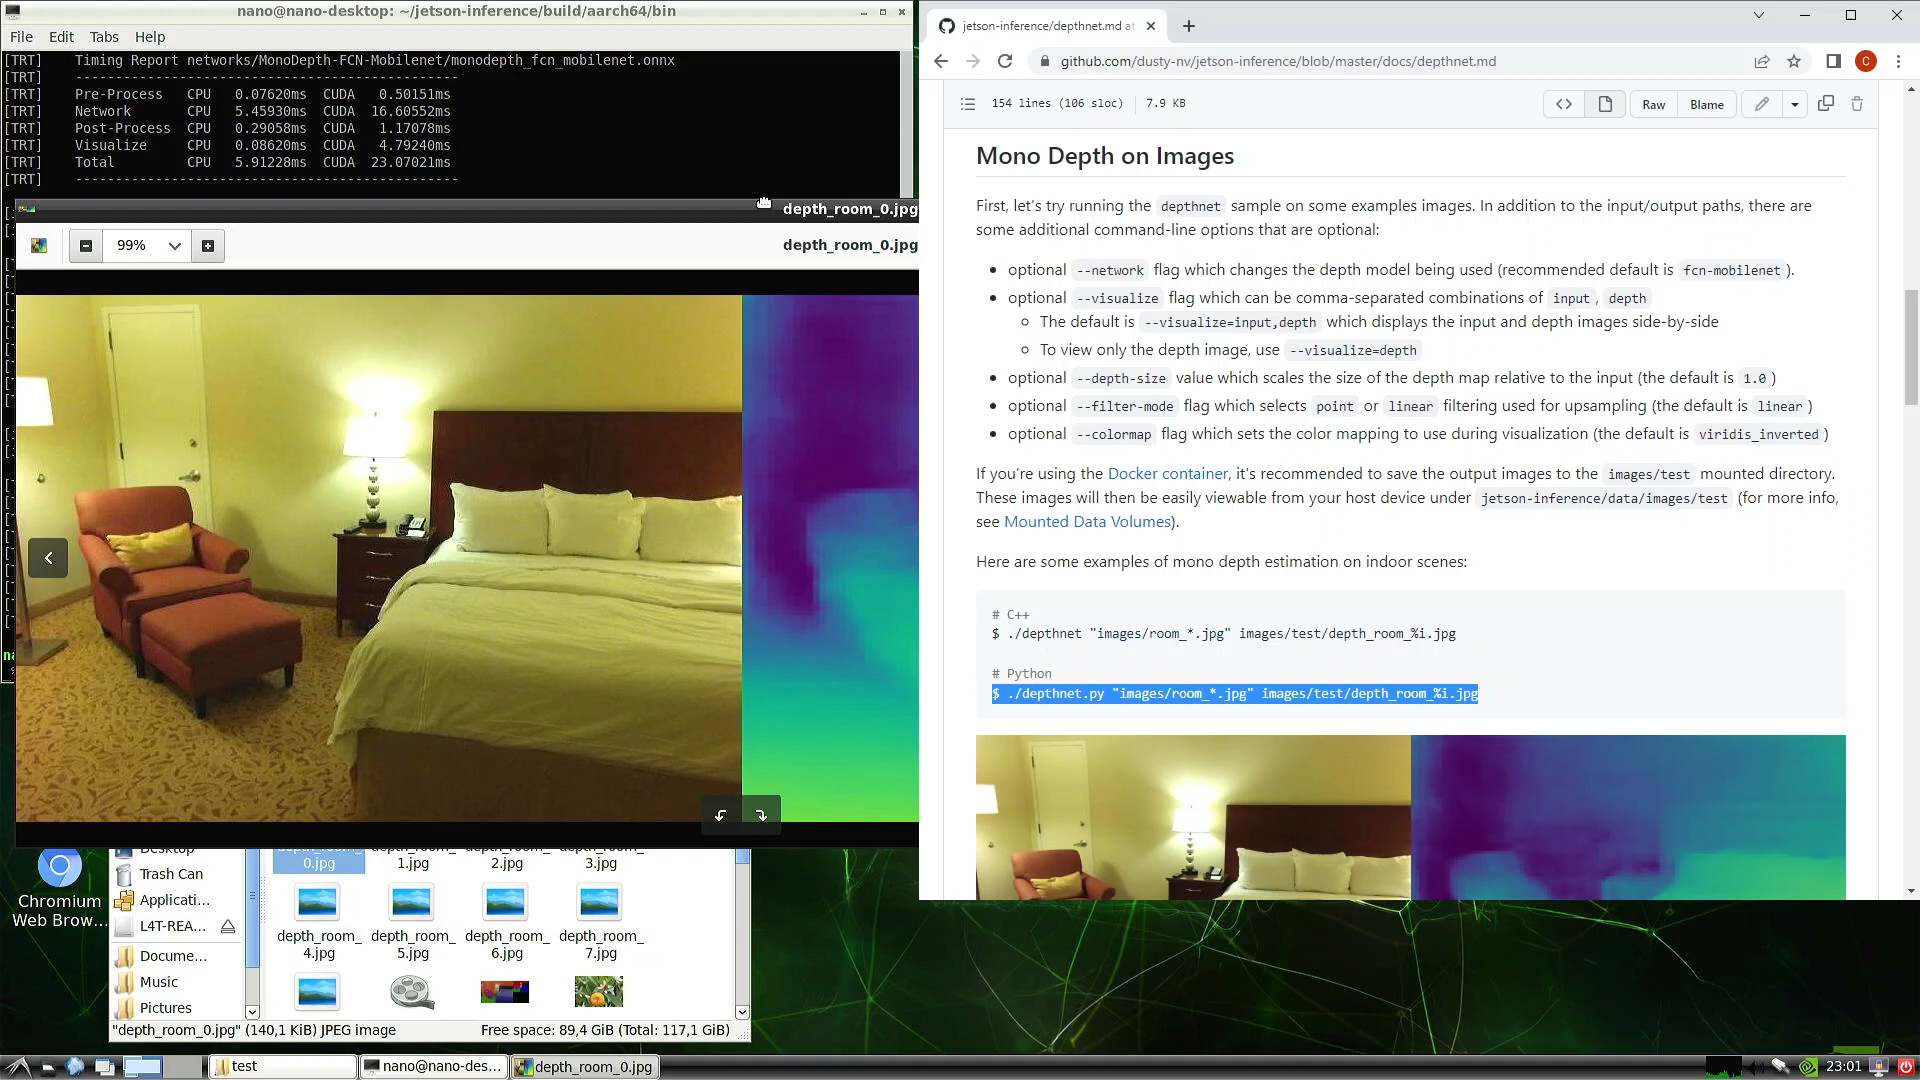 nano@nano-desktop: ~/jetson-inference/build/aarch64/bin
File Edit Tabs Help
[TRT] Timing Report networks/MonoDepth-FCN-Mobilenet/monodepth_fcn_mobilenet.onnx
[TRT] ------------------------------------------------
[TRT] Pre-Process CPU 0.07620ms CUDA 0.50151ms
[TRT] Network CPU 5.45930ms CUDA 16.60552ms
[TRT] Post-Process CPU 0.29058ms CUDA 1.17078ms
[TRT] Visualize CPU 0.08620ms CUDA 4.79240ms
[TRT] Total CPU 5.91228ms CUDA 23.07021ms
[TRT] ------------------------------------------------
depth_room_0.jpg
99%
depth_room_0.jpg
Chromium
Web Brow...
Desktop
Trash Can
Applicati...
L4T-REA...
Docume...
Music
Pictures
depth_room_
0.jpg
depth_room_
1.jpg
depth_room_
2.jpg
depth_room_
3.jpg
depth_room_
4.jpg
depth_room_
5.jpg
depth_room_
6.jpg
depth_room_
7.jpg
"depth_room_0.jpg" (140,1 KiB) JPEG image
Free space: 89,4 GiB (Total: 117,1 GiB)
jetson-inference/depthnet.md at
github.com/dusty-nv/jetson-inference/blob/master/docs/depthnet.md
C
154 lines (106 sloc) 7.9 KB
Raw Blame
Mono Depth on Images
First, let's try running the depthnet sample on some examples images. In addition to the input/output paths, there are
some additional command-line options that are optional:
• optional --network flag which changes the depth model being used (recommended default is fcn-mobilenet ).
• optional --visualize flag which can be comma-separated combinations of input , depth
○ The default is --visualize=input,depth which displays the input and depth images side-by-side
○ To view only the depth image, use --visualize=depth
• optional --depth-size value which scales the size of the depth map relative to the input (the default is 1.0 )
• optional --filter-mode flag which selects point or linear filtering used for upsampling (the default is linear )
• optional --colormap flag which sets the color mapping to use during visualization (the default is viridis_inverted )
If you're using the Docker container, it's recommended to save the output images to the images/test mounted directory.
These images will then be easily viewable from your host device under jetson-inference/data/images/test (for more info,
see Mounted Data Volumes).
Here are some examples of mono depth estimation on indoor scenes:
# C++
$ ./depthnet "images/room_*.jpg" images/test/depth_room_%i.jpg
# Python
$ ./depthnet.py "images/room_*.jpg" images/test/depth_room_%i.jpg
test
nano@nano-des...
depth_room_0.jpg
23:01